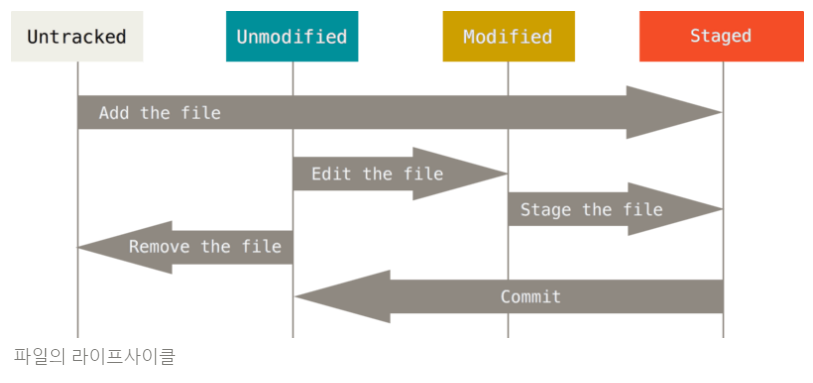 Untracked
Unmodified
Modified
Staged
Add the file
Edit the file
Stage the file
Remove the file
Commit
파일의 라이프사이클